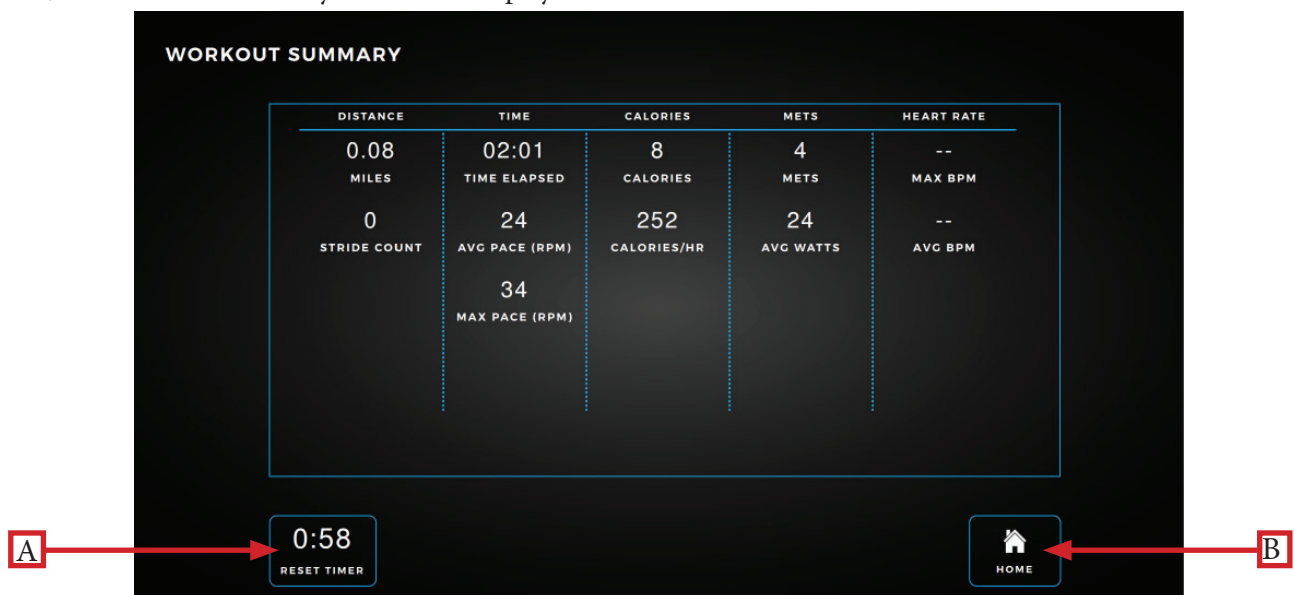 WORKOUT SUMMARY
DISTANCE TIME CALORIES METS HEART RATE
0.08 02:01 8 4 --
MILES TIME ELAPSED CALORIES METS MAX BPM
0 24 252 24 --
STRIDE COUNT AVG PACE (RPM) CALORIES/HR AVG WATTS AVG BPM
34
MAX PACE (RPM)
0:58
RESET TIMER
HOME
A
B